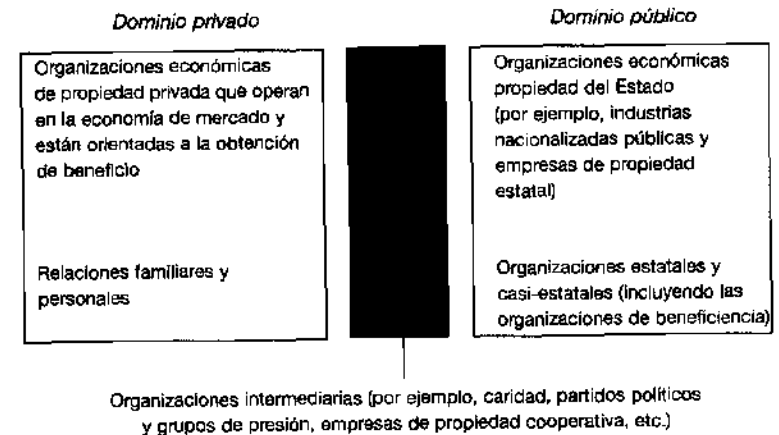 Dominio privado
Organizaciones económicas
de propiedad privada que operan
en la economía de mercado y
están orientadas a la obtención
de beneficio
Relaciones familiares y
personales
Dominio público
Organizaciones económicas
propiedad del Estado
(por ejemplo, industrias
nacionalizadas públicas y
empresas de propiedad
estatal)
Organizaciones estatales y
casi-estatales (incluyendo las
organizaciones de beneficiencia)
Organizaciones intermediarias (por ejemplo, caridad, partidos políticos
y grupos de presión, empresas de propiedad cooperativa, etc.)